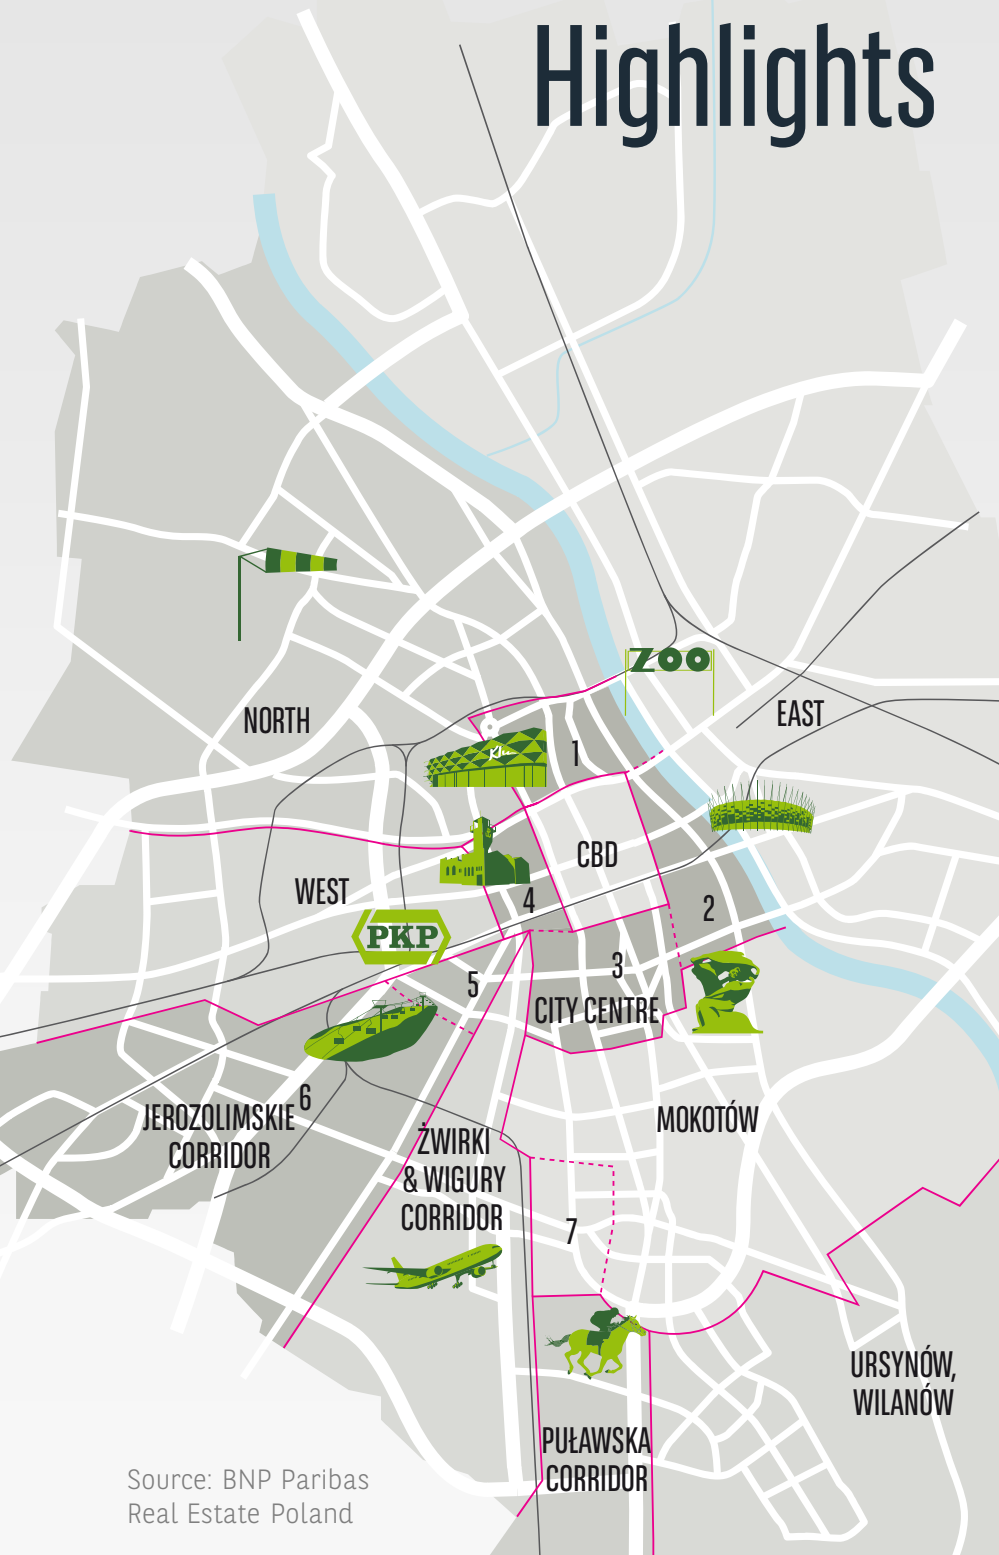 Highlights
ZOO
NORTH
EAST
1
CBD
WEST
4
2
PKP
3
5
CITY CENTRE
6
JEROZOLIMSKIE
CORRIDOR
MOKOTÓW
ŻWIRKI
& WIGURY
CORRIDOR
7
URSYNÓW,
WILANÓW
PUŁAWSKA
CORRIDOR
Source: BNP Paribas
Real Estate Poland